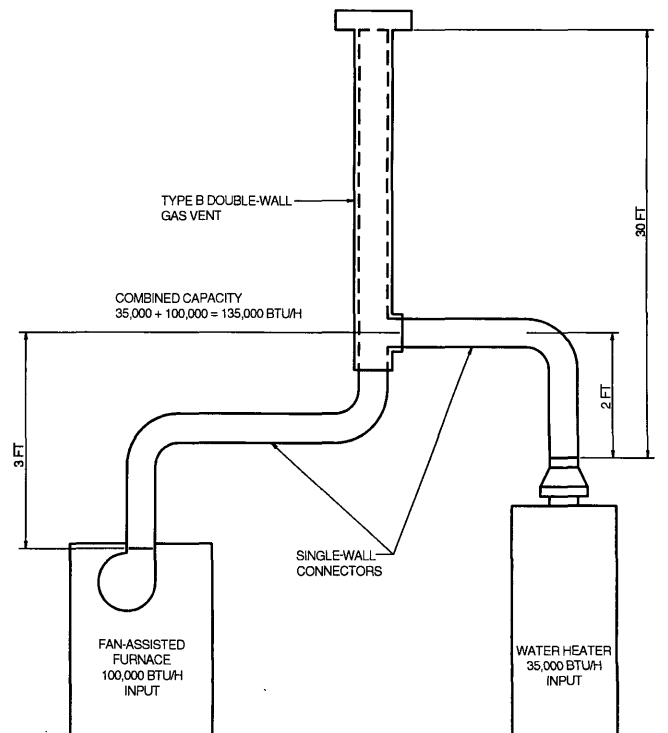 TYPE B DOUBLE-WALL
GAS VENT
30 FT
COMBINED CAPACITY
35,000 + 100,000 = 135,000 BTU/H
3 FT
2 FT
SINGLE-WALL
CONNECTORS
FAN-ASSISTED
FURNACE
100,000 BTU/H
INPUT
WATER HEATER
35,000 BTU/H
INPUT